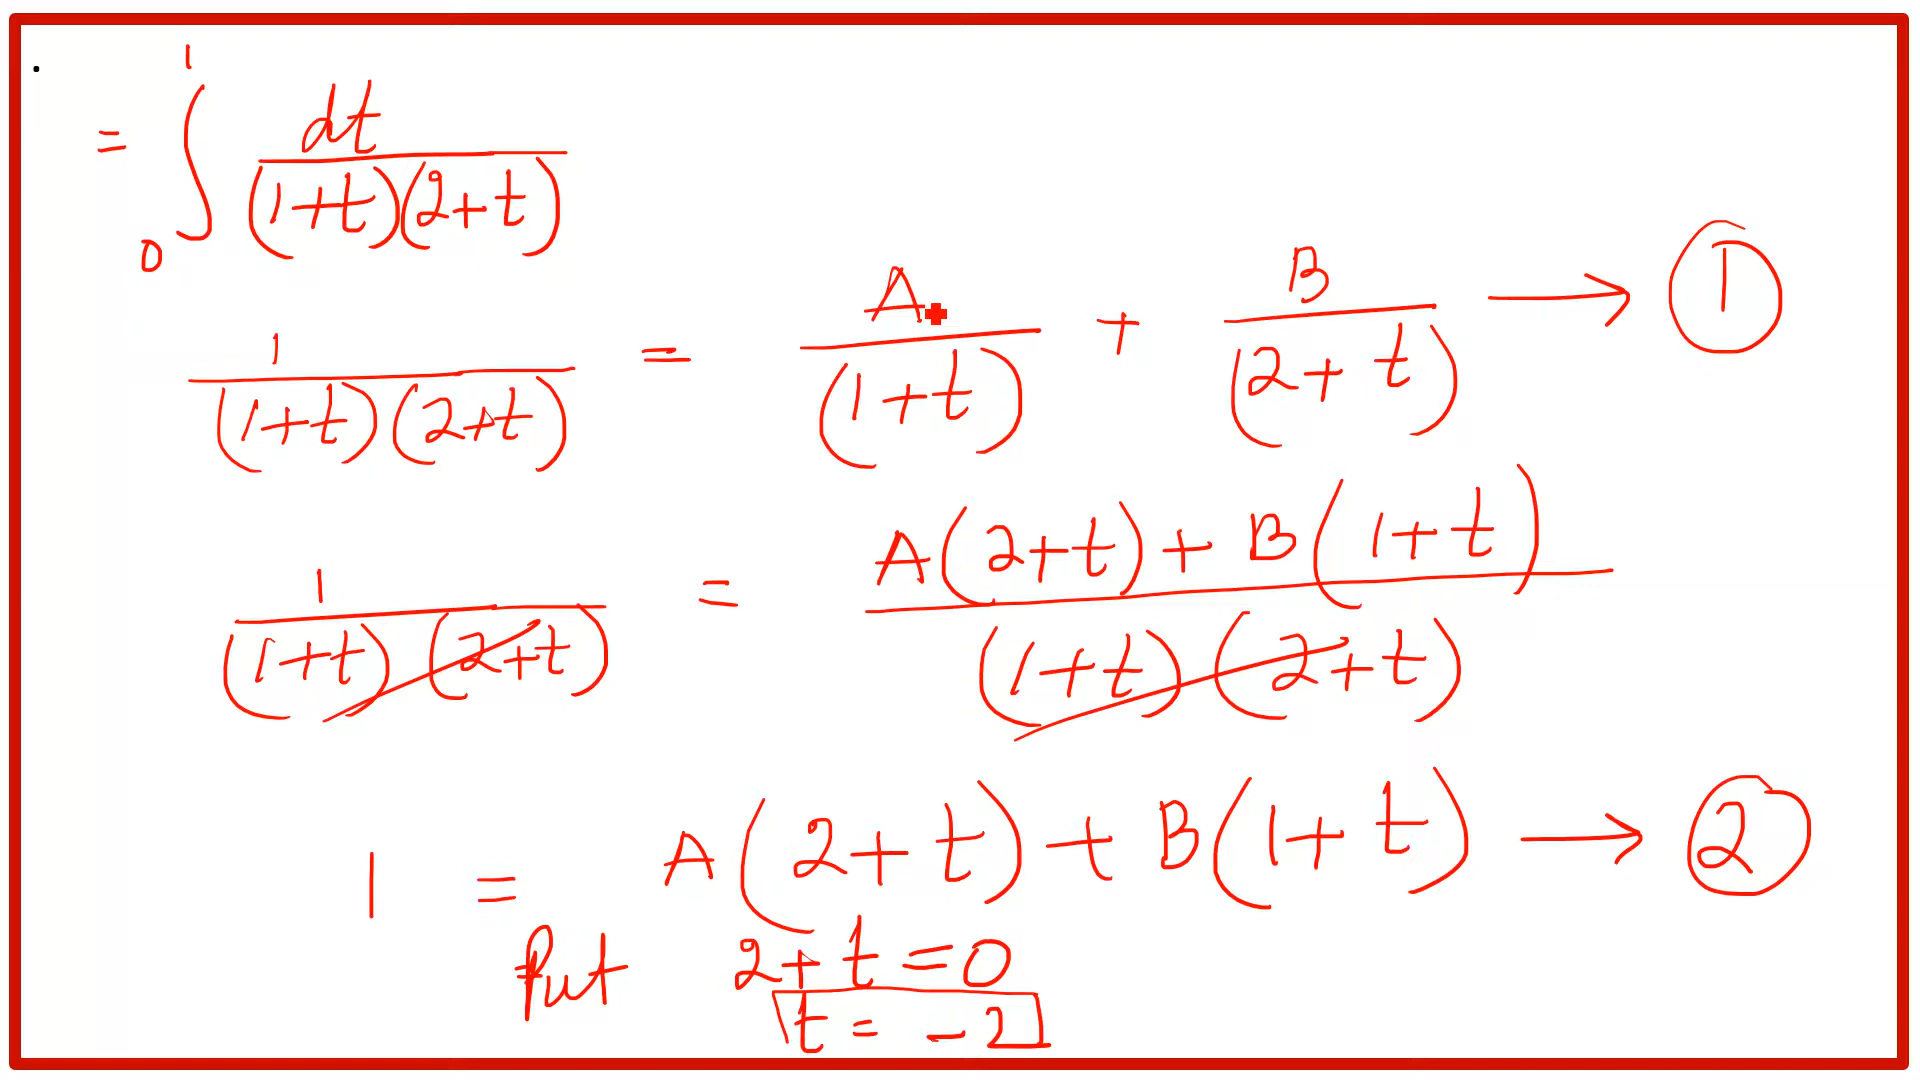 = ∫₀¹ dt / (1+t)(2+t)
1 / (1+t)(2+t) = A / (1+t) + B / (2+t) → ①
1 / (1+t)(2+t) = A(2+t) + B(1+t) / (1+t)(2+t)
1 = A(2+t) + B(1+t) → ②
Put 2+t = 0
t = -2